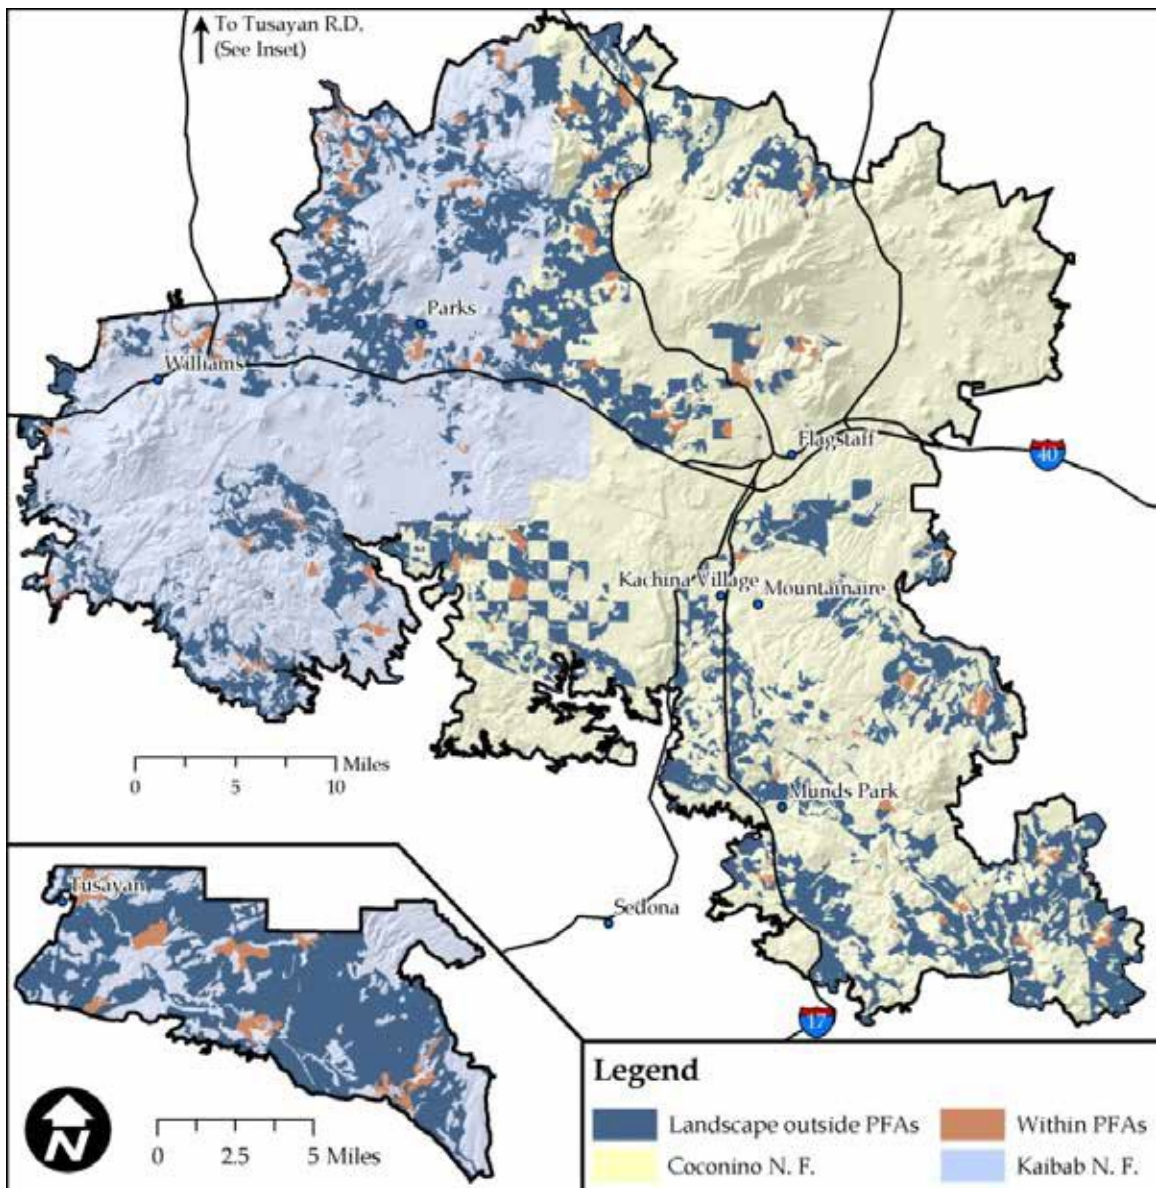 To Tusayan R.D.
(See Inset)
Parks
Williams
Flagstaff
40
Kachina Village
Mountainaire
Miles
0 5 10
Munds Park
Tusayan
Sedona
17
Legend
Landscape outside PFAs
Within PFAs
Coconino N. F.
Kaibab N. F.
N
0 2.5 5 Miles